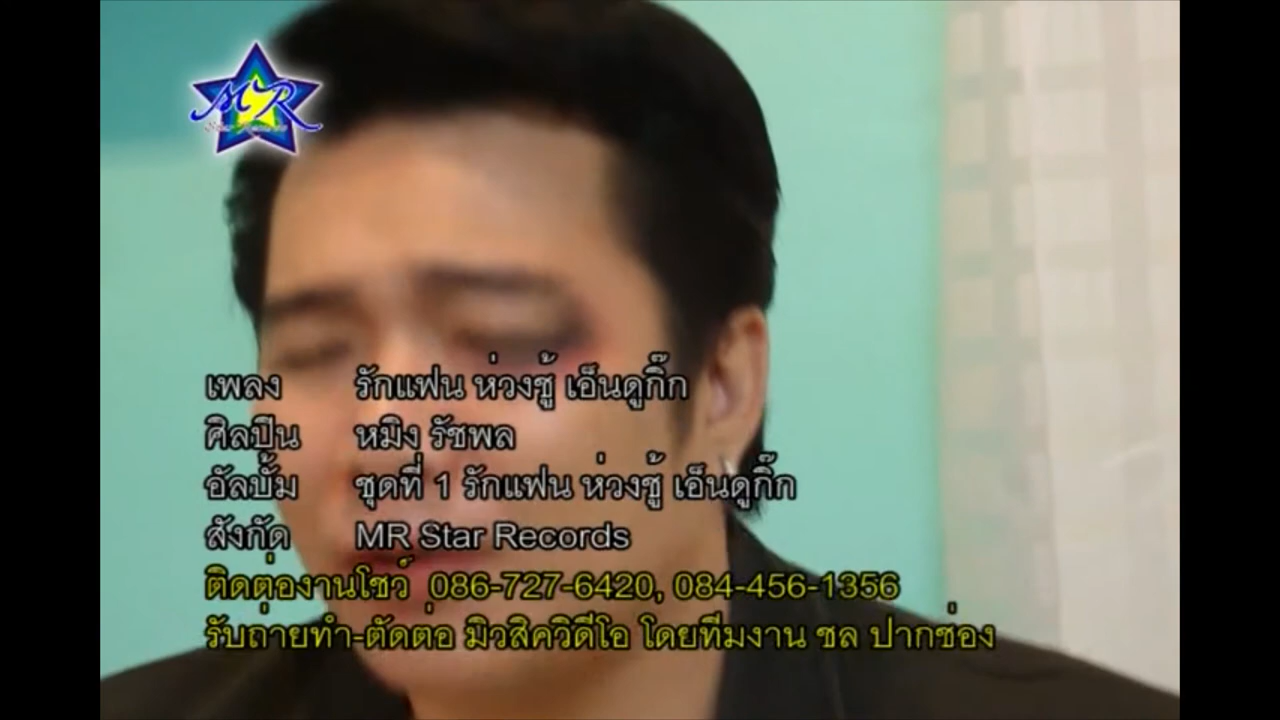 MR
เพลง รักแฟน ห่วงชู้ เอ็นดูกิ๊ก
ศิลปิน หมิง รัชพล
อัลบั้ม ชุดที่ 1 รักแฟน ห่วงชู้ เอ็นดูกิ๊ก
สังกัด MR Star Records
ติดต่องานโชว์ 086-727-6420, 084-456-1356
รับถ่ายทำ-ตัดต่อ มิวสิควิดีโอ โดยทีมงาน ชล ปากช่อง